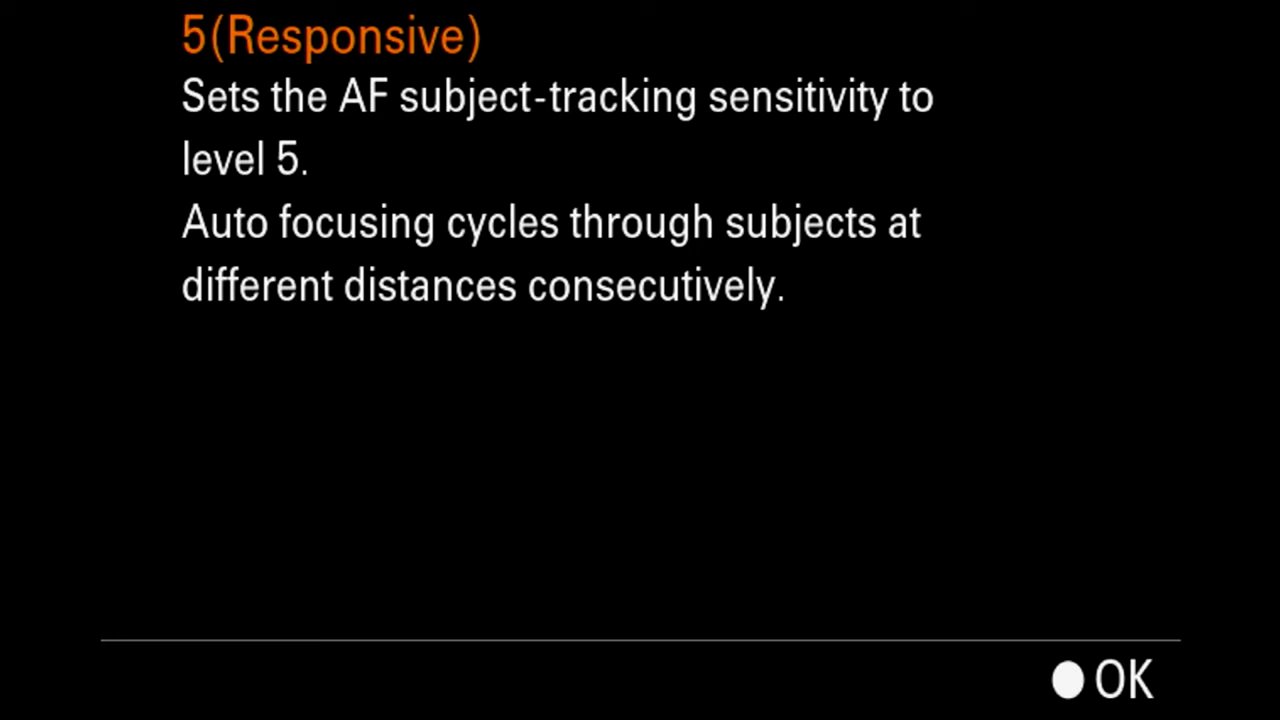 5(Responsive)
Sets the AF subject-tracking sensitivity to
level 5.
Auto focusing cycles through subjects at
different distances consecutively.
OK